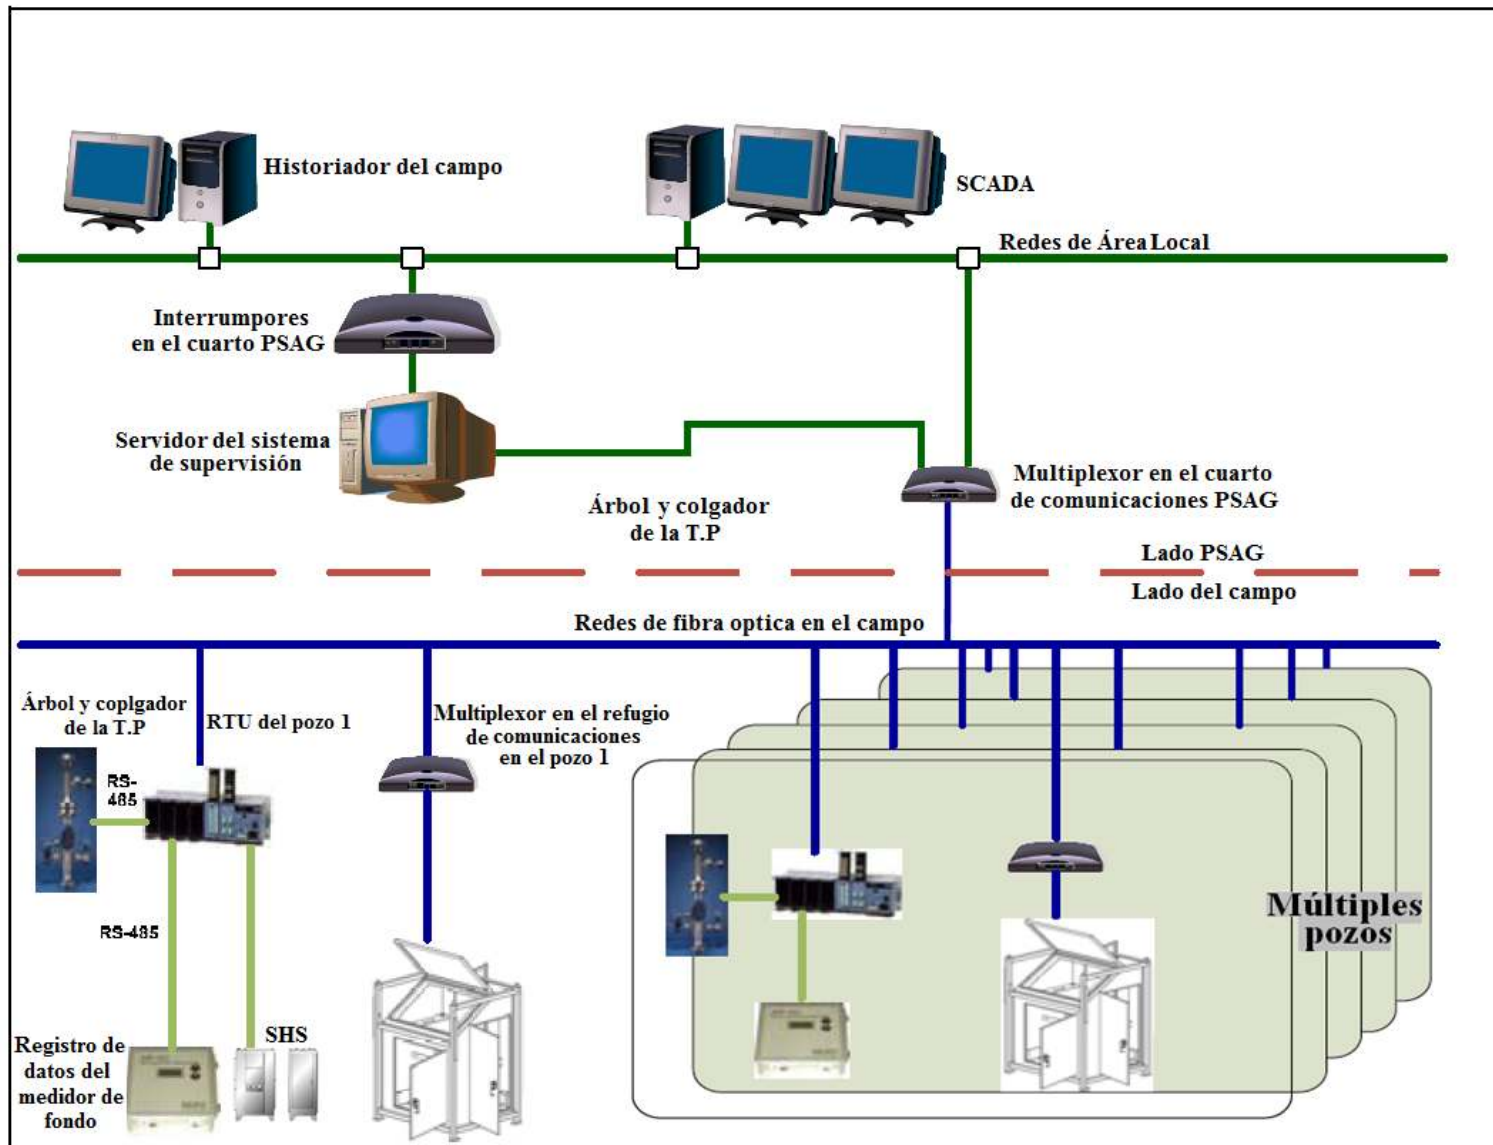 Historiador del campo
SCADA
Redes de Área Local
Interrumpores
en el cuarto PSAG
Servidor del sistema
de supervisión
Multiplexor en el cuarto
de comunicaciones PSAG
Árbol y colgador
de la T.P
Lado PSAG
Lado del campo
Redes de fibra optica en el campo
Árbol y coplgador
de la T.P
RTU del pozo 1
Multiplexor en el refugio
de comunicaciones
en el pozo 1
RS-
485
RS-485
SHS
Registro de
datos del
medidor de
fondo
Múltiples
pozos